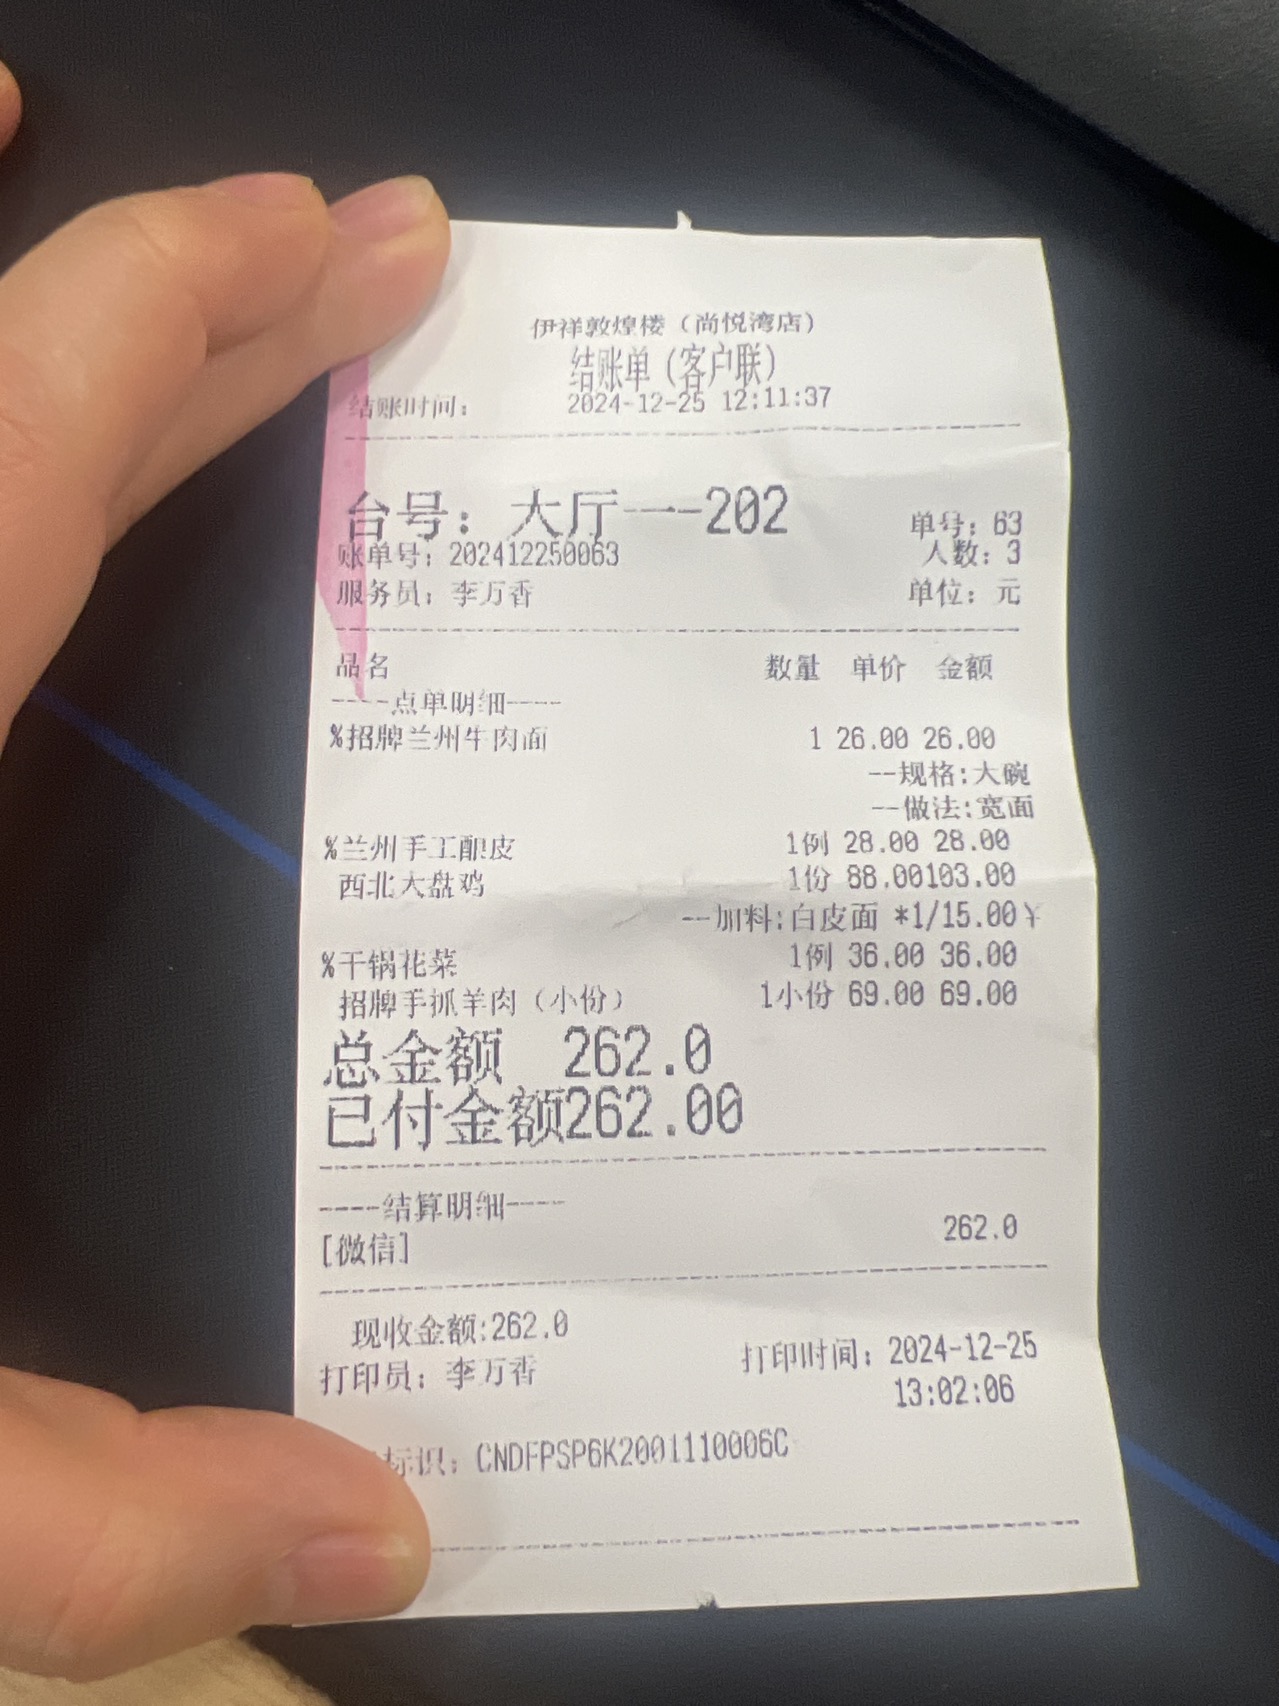 伊祥敦煌楼（尚悦湾店）
结账单（客户联）
结账时间： 2024-12-25 12:11:37
台号：大厅一-202
单号：63
账单号：202412250063 人数：3
服务员：李万香 单位：元
品名 数量 单价 金额
----点单明细----
%招牌兰州牛肉面 1 26.00 26.00
--规格:大碗
--做法:宽面
%兰州手工酿皮 1例 28.00 28.00
西北大盘鸡 1份 88.00103.00
--加料:白皮面 *1/15.00¥
%干锅花菜 1例 36.00 36.00
招牌手抓羊肉（小份） 1小份 69.00 69.00
总金额 262.0
已付金额262.00
----结算明细----
[微信] 262.0
现收金额:262.0
打印员：李万香 打印时间：2024-12-25
13:02:06
标识：CNDFPSP6K2001110006C